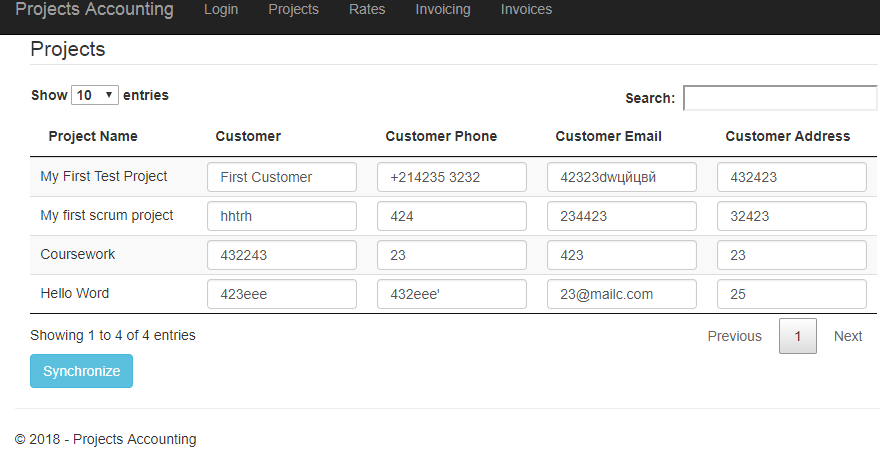 Projects Accounting Login Projects Rates Invoicing Invoices
Projects
Show 10 entries Search:
Project Name Customer Customer Phone Customer Email Customer Address
My First Test Project First Customer +214235 3232 42323dwцйцвй 432423
My first scrum project hhtrh 424 234423 32423
Coursework 432243 23 423 23
Hello Word 423eee 432eee' 23@mailc.com 25
Showing 1 to 4 of 4 entries Previous 1 Next
Synchronize
© 2018 - Projects Accounting